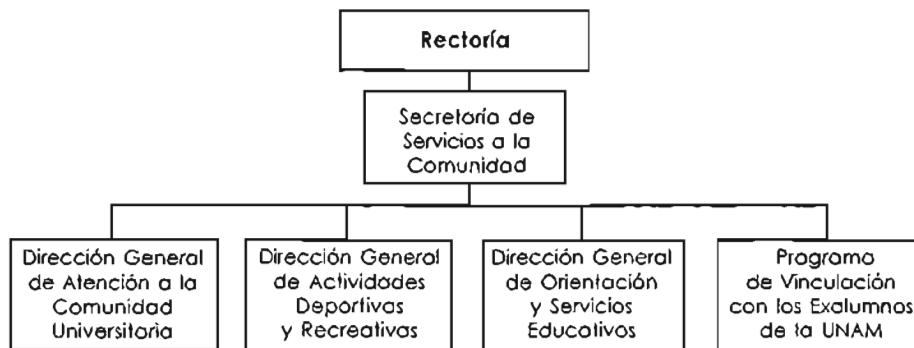 Rectoría
Secretoría de
Servicios a la
Comunidad
Dirección General
de Atención a la
Comunidad
Universitaria
Dirección General
de Actividades
Deportivas
y Recreativas
Dirección General
de Orientación
y Servicios
Educativos
Programa
de Vinculación
con los Exalumnos
de la UNAM